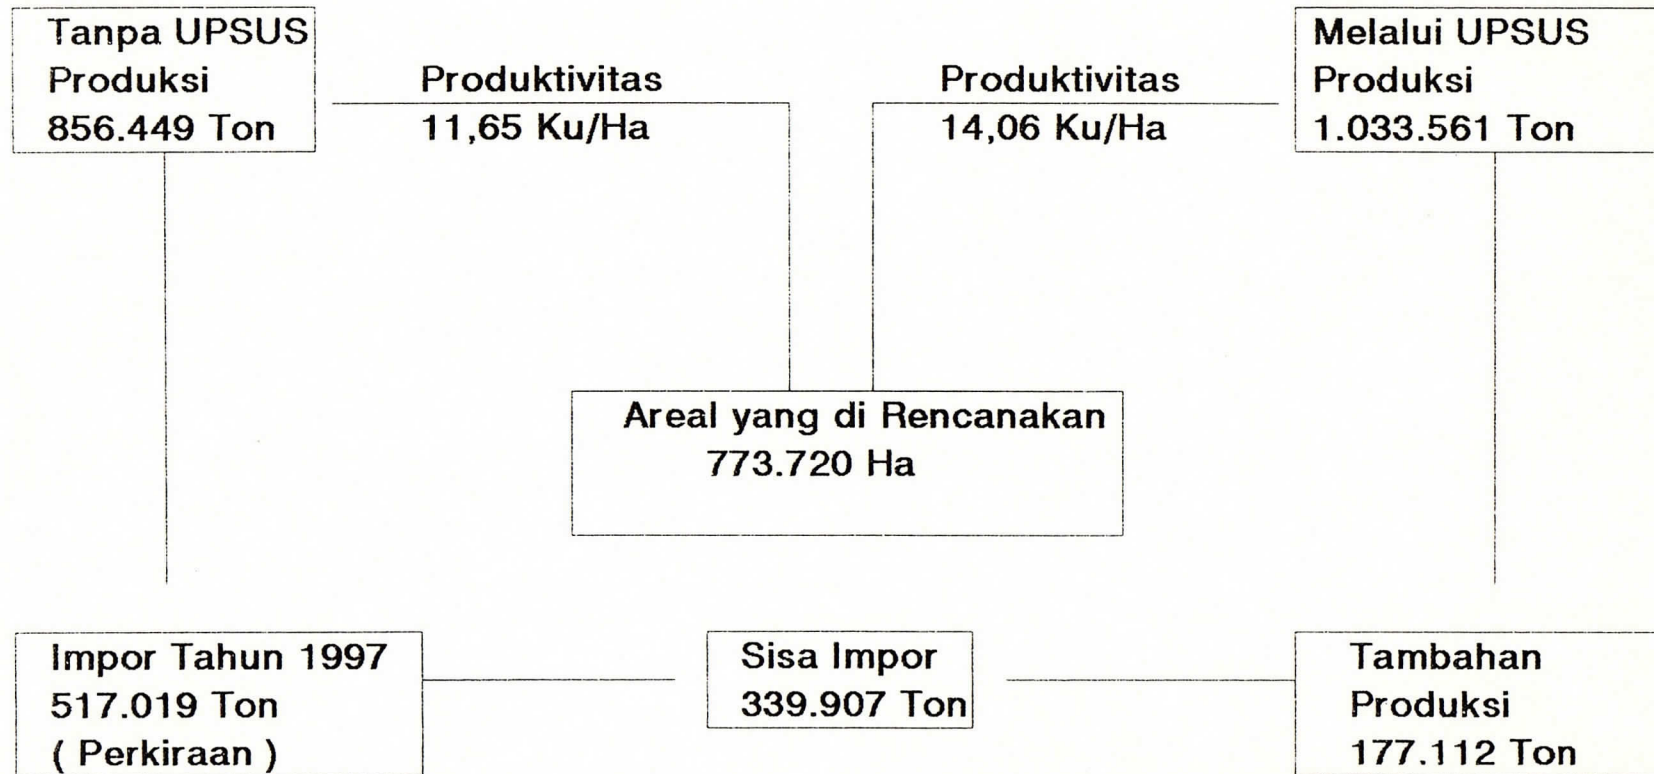 Tanpa UPSUS
Produksi
856.449 Ton
Produktivitas
11,65 Ku/Ha
Produktivitas
14,06 Ku/Ha
Melalui UPSUS
Produksi
1.033.561 Ton
Areal yang di Rencanakan
773.720 Ha
Impor Tahun 1997
517.019 Ton
( Perkiraan )
Sisa Impor
339.907 Ton
Tambahan
Produksi
177.112 Ton